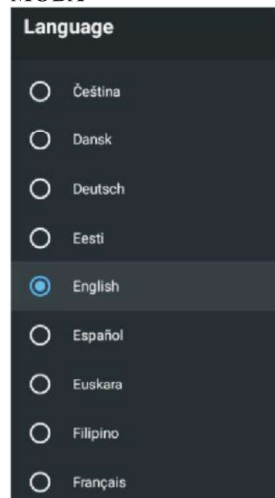 Language
Čeština
Dansk
Deutsch
Eesti
English
Español
Euskara
Filipino
Français